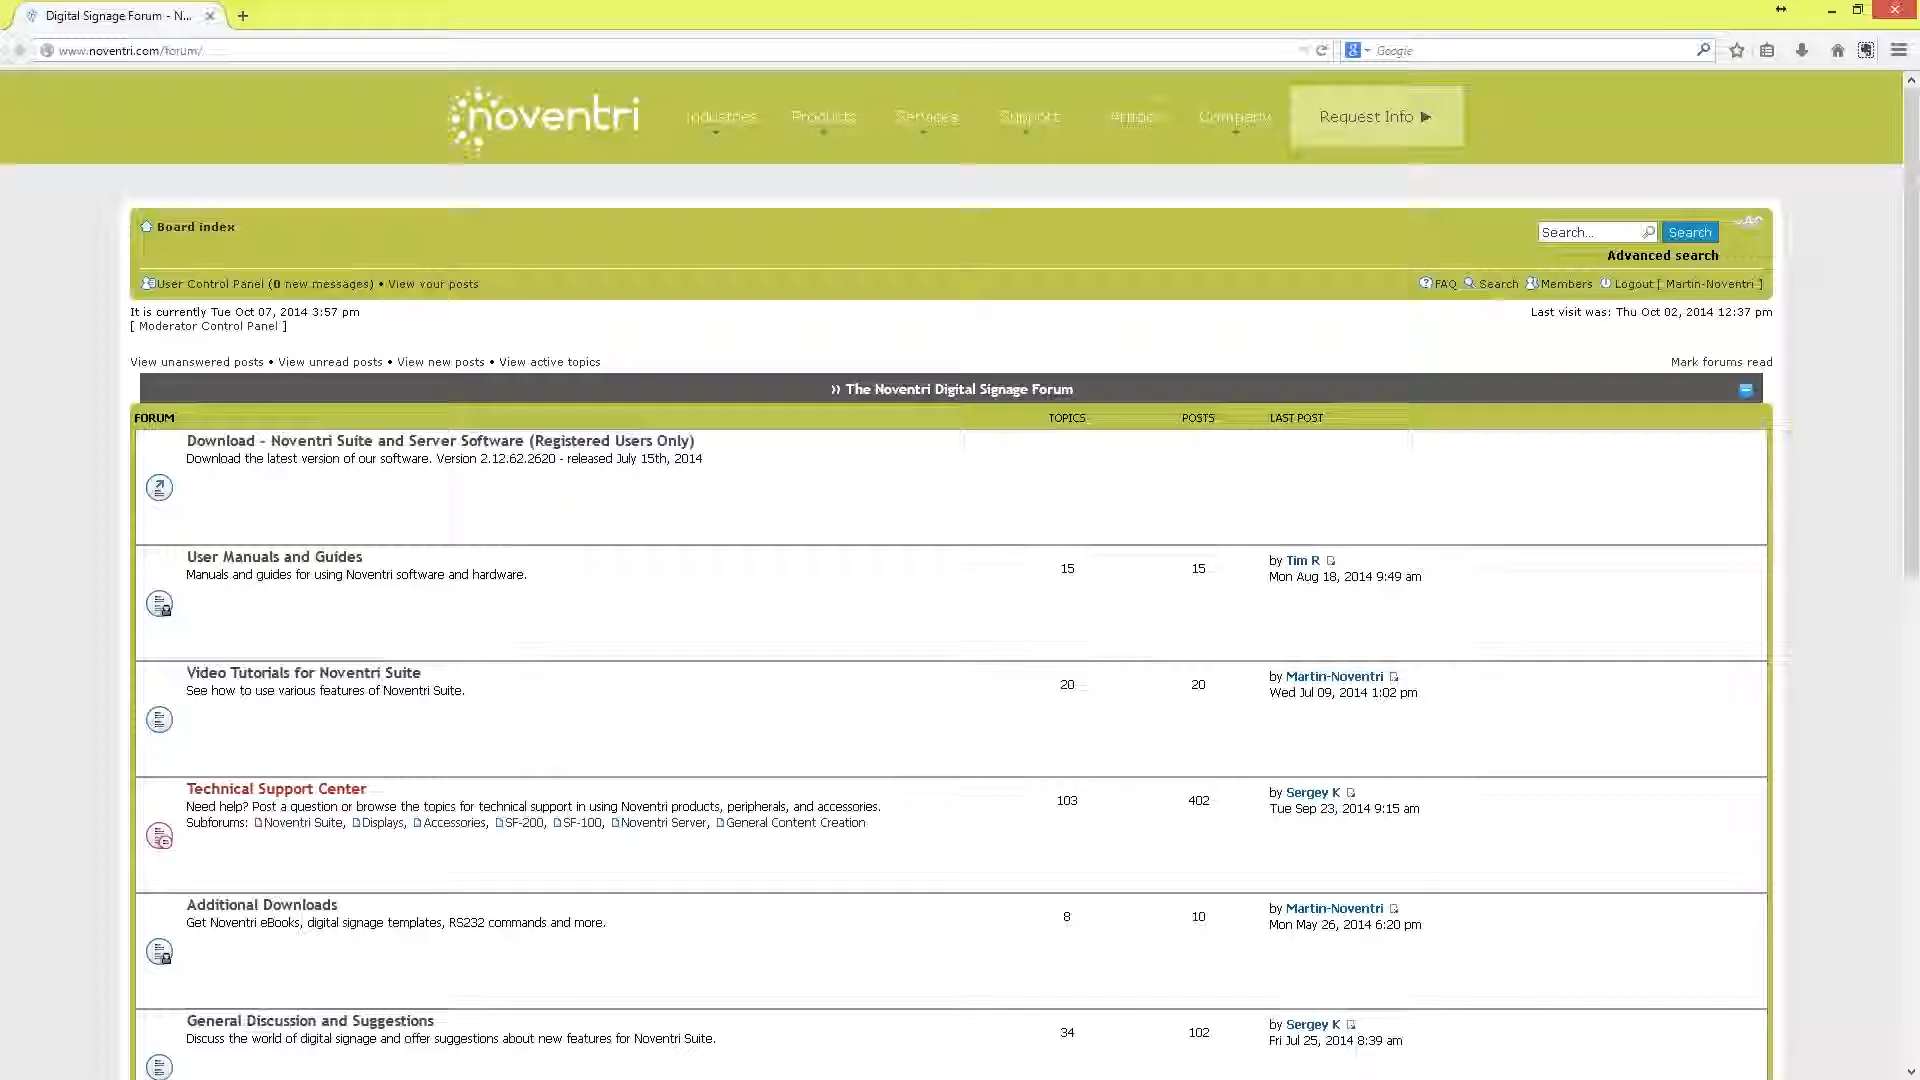 Digital Signage Forum - N...
www.noventri.com/forum/
Google
noventri
Industries Products Services Support Company Request Info ▶
Board index
Search... Search
Advanced search
User Control Panel (0 new messages) • View your posts
FAQ Search Members Logout [ Martin-Noventri ]
It is currently Tue Oct 07, 2014 3:57 pm
Last visit was: Thu Oct 02, 2014 12:37 pm
[ Moderator Control Panel ]
View unanswered posts • View unread posts • View new posts • View active topics
Mark forums read
›› The Noventri Digital Signage Forum
FORUM TOPICS POSTS LAST POST
Download - Noventri Suite and Server Software (Registered Users Only)
Download the latest version of our software. Version 2.12.62.2620 - released July 15th, 2014
User Manuals and Guides
Manuals and guides for using Noventri software and hardware.
15 15
by Tim R
Mon Aug 18, 2014 9:49 am
Video Tutorials for Noventri Suite
See how to use various features of Noventri Suite.
20 20
by Martin-Noventri
Wed Jul 09, 2014 1:02 pm
Technical Support Center
Need help? Post a question or browse the topics for technical support in using Noventri products, peripherals, and accessories.
Subforums: Noventri Suite, Displays, Accessories, SF-200, SF-100, Noventri Server, General Content Creation
103 402
by Sergey K
Tue Sep 23, 2014 9:15 am
Additional Downloads
Get Noventri eBooks, digital signage templates, RS232 commands and more.
8 10
by Martin-Noventri
Mon May 26, 2014 6:20 pm
General Discussion and Suggestions
Discuss the world of digital signage and offer suggestions about new features for Noventri Suite.
34 102
by Sergey K
Fri Jul 25, 2014 8:39 am